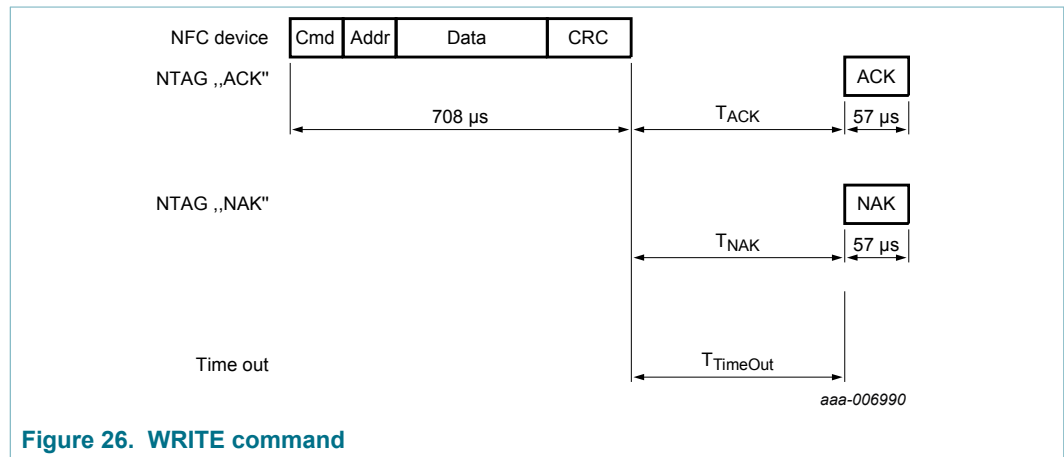 NFC device Cmd Addr Data CRC
NTAG ,,ACK" ACK
708 µs TACK 57 µs
NTAG ,,NAK" NAK
TNAK 57 µs
Time out TTimeOut
aaa-006990
Figure 26. WRITE command